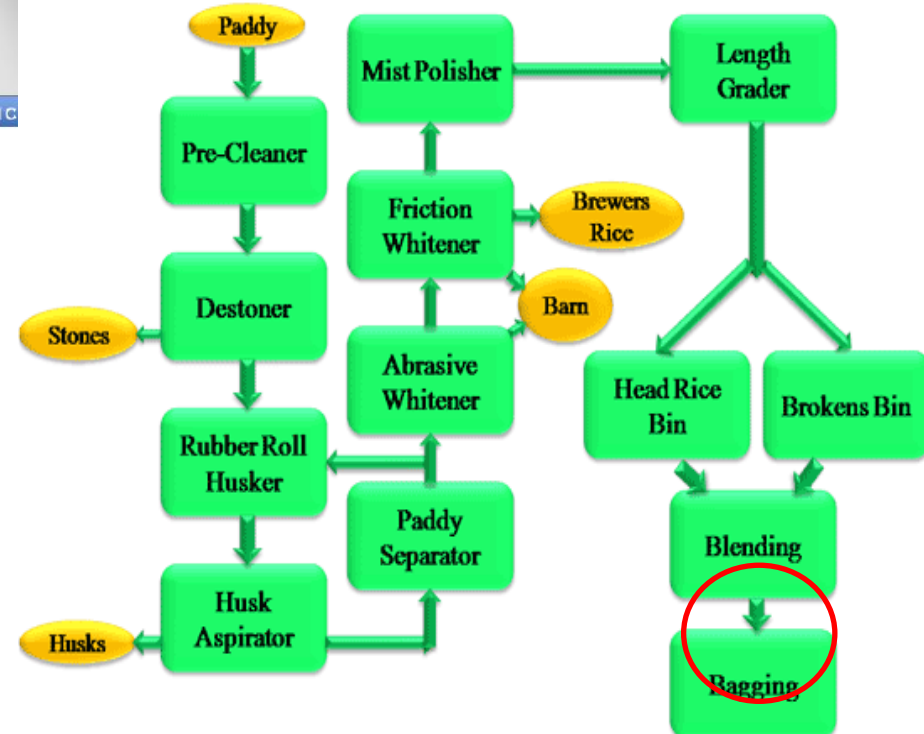 Paddy
Pre-Cleaner
Destoner
Stones
Rubber Roll
Husker
Husk
Aspirator
Husks
Paddy
Separator
Abrasive
Whitener
Barn
Friction
Whitener
Brewers
Rice
Mist Polisher
Length
Grader
Head Rice
Bin
Brokens Bin
Blending
Bagging